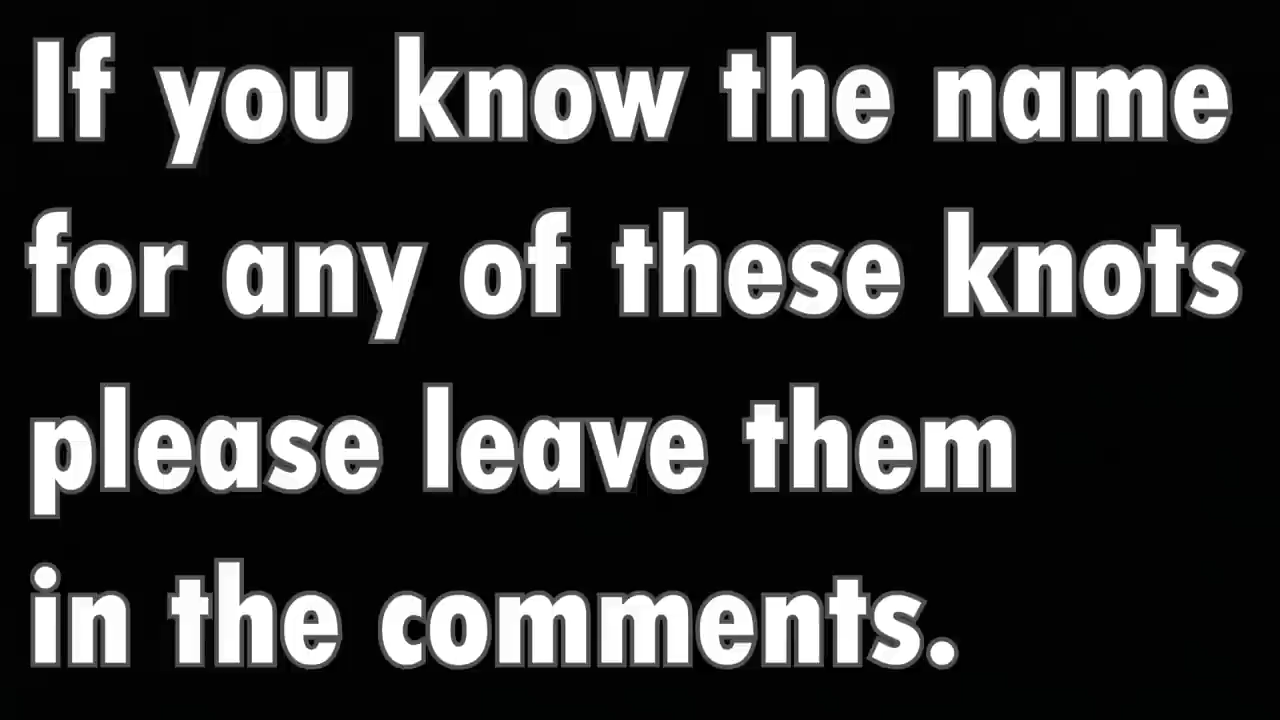 If you know the name
for any of these knots
please leave them
in the comments.